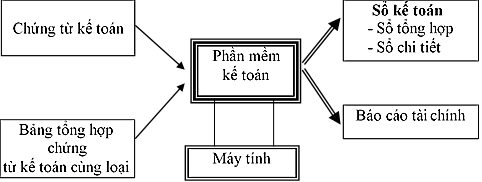 Chứng từ kế toán
Bảng tổng hợp
chứng
từ kế toán cùng loại
Phần mềm
kế toán
Máy tính
Sổ kế toán
- Sổ tổng hợp
- Sổ chi tiết
Báo cáo tài chính